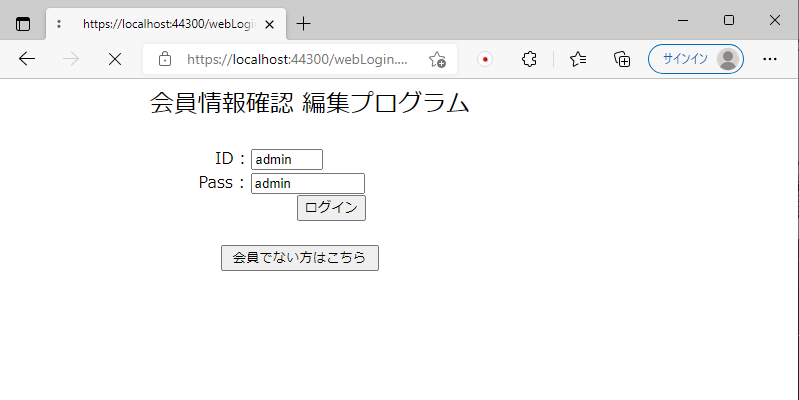 https://localhost:44300/webLogin
https://localhost:44300/webLogin....
サインイン
会員情報確認 編集プログラム
ID : admin
Pass : admin
ログイン
会員でない方はこちら